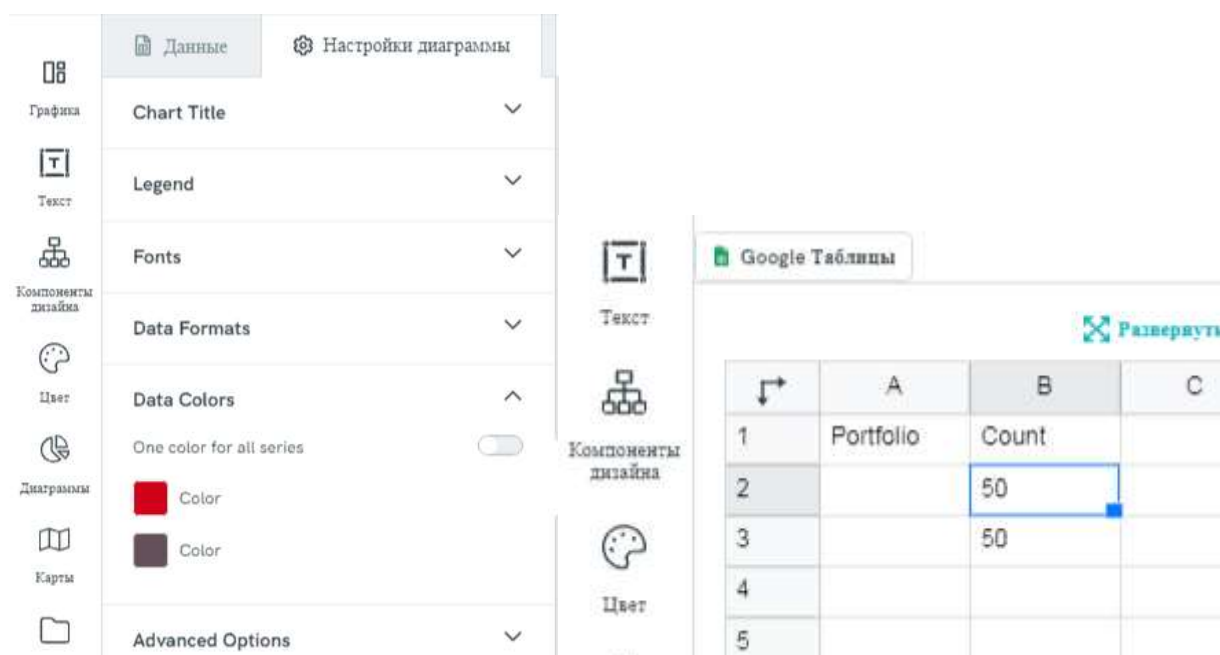 Данные
Настройки диаграммы
Графика
Текст
Компоненты
дизайна
Цвет
Диаграммы
Карты
Chart Title
Legend
Fonts
Data Formats
Data Colors
One color for all series
Color
Color
Advanced Options
Текст
Компоненты
дизайна
Цвет
Google Таблицы
Развернуть
A B C
1 Portfolio Count
2 50
3 50
4
5